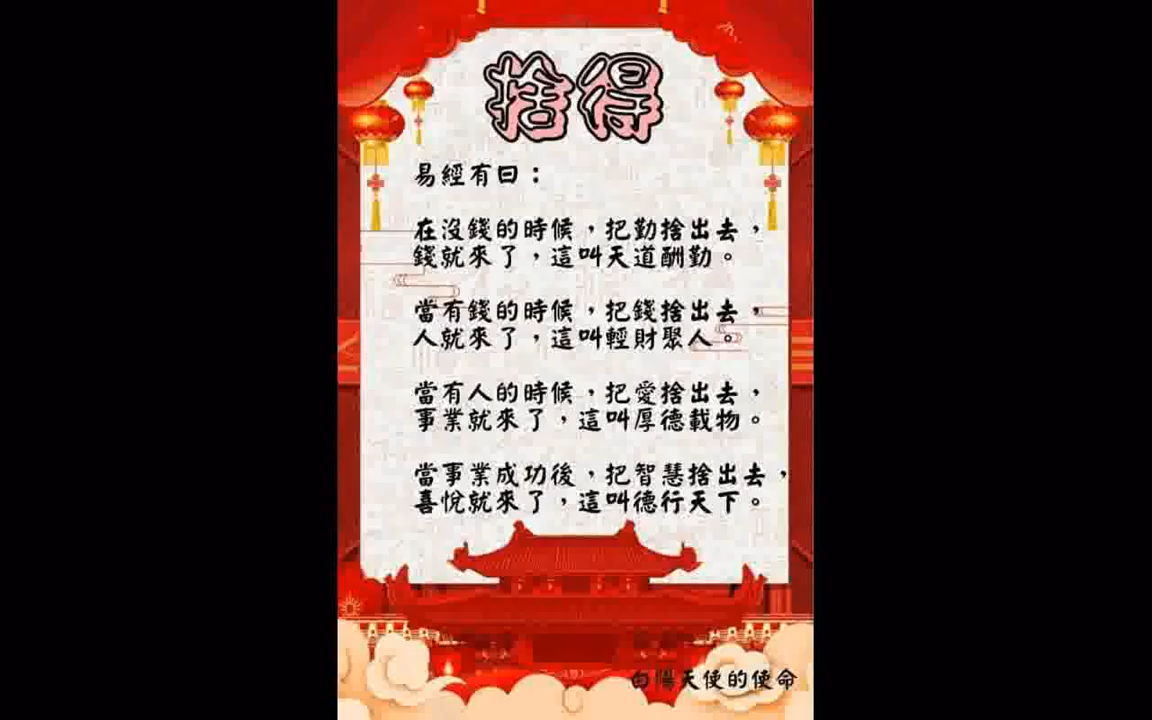 捨得
易經有曰：
在沒錢的時候，把勤捨出去，
錢就來了，這叫天道酬勤。
當有錢的時候，把錢捨出去，
人就來了，這叫輕財聚人。
當有人的時候，把愛捨出去，
事業就來了，這叫厚德載物。
當事業成功後，把智慧捨出去，
喜悅就來了，這叫德行天下。
白陽天使的使命